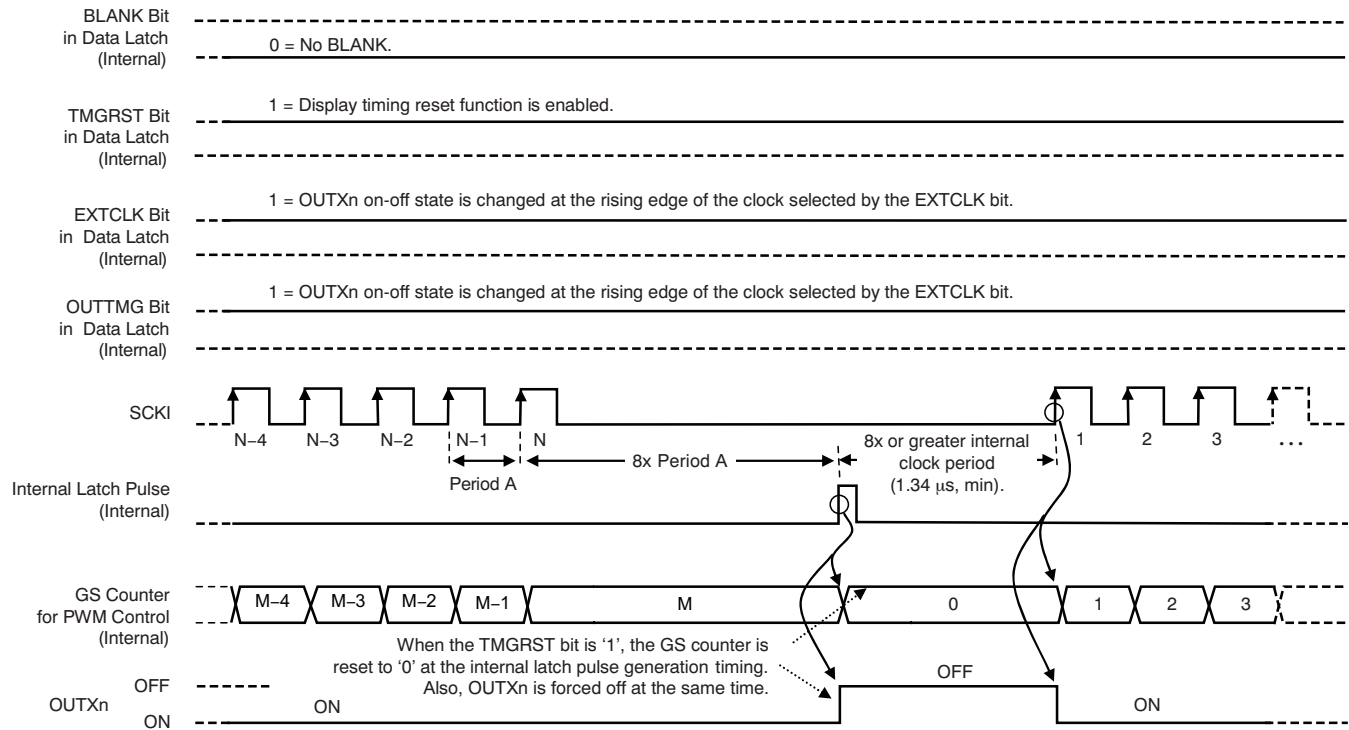 BLANK Bit
in Data Latch
(Internal)
0 = No BLANK.
TMGRST Bit
in Data Latch
(Internal)
1 = Display timing reset function is enabled.
EXTCLK Bit
in Data Latch
(Internal)
1 = OUTXn on-off state is changed at the rising edge of the clock selected by the EXTCLK bit.
OUTTMG Bit
in Data Latch
(Internal)
1 = OUTXn on-off state is changed at the rising edge of the clock selected by the EXTCLK bit.
SCKI
N−4 N−3 N−2 N−1 N 1 2 3 ...
Period A
8x Period A
8x or greater internal
clock period
(1.34 μs, min).
Internal Latch Pulse
(Internal)
GS Counter
for PWM Control
(Internal)
M−4 M−3 M−2 M−1 M 0 1 2 3
When the TMGRST bit is ‘1’, the GS counter is
reset to ‘0’ at the internal latch pulse generation timing.
Also, OUTXn is forced off at the same time.
OUTXn
OFF
ON
ON OFF ON